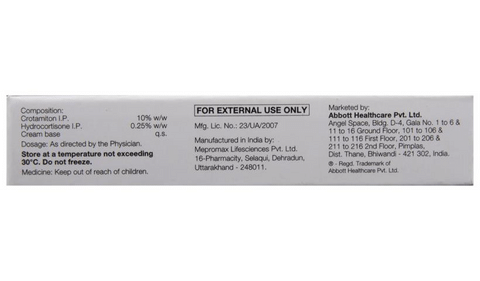 Composition:
Crotamiton I.P. 10% w/w
Hydrocortisone I.P. 0.25% w/w
Cream base q.s.
Dosage: As directed by the Physician.
Store at a temperature not exceeding
30°C. Do not freeze.
Medicine: Keep out of reach of children.
FOR EXTERNAL USE ONLY
Mfg. Lic. No.: 23/UA/2007
Manufactured in India by:
Mepromax Lifesciences Pvt. Ltd.
16-Pharmacity, Selaqui, Dehradun,
Uttarakhand - 248011.
Marketed by:
Abbott Healthcare Pvt. Ltd.
Angel Space, Bldg. D-4, Gala No. 1 to 6 &
11 to 16 Ground Floor, 101 to 106 &
111 to 116 First Floor, 201 to 206 &
211 to 216 2nd Floor, Pimplas,
Dist. Thane, Bhiwandi - 421 302, India.
® - Regd. Trademark of
Abbott Healthcare Pvt. Ltd.